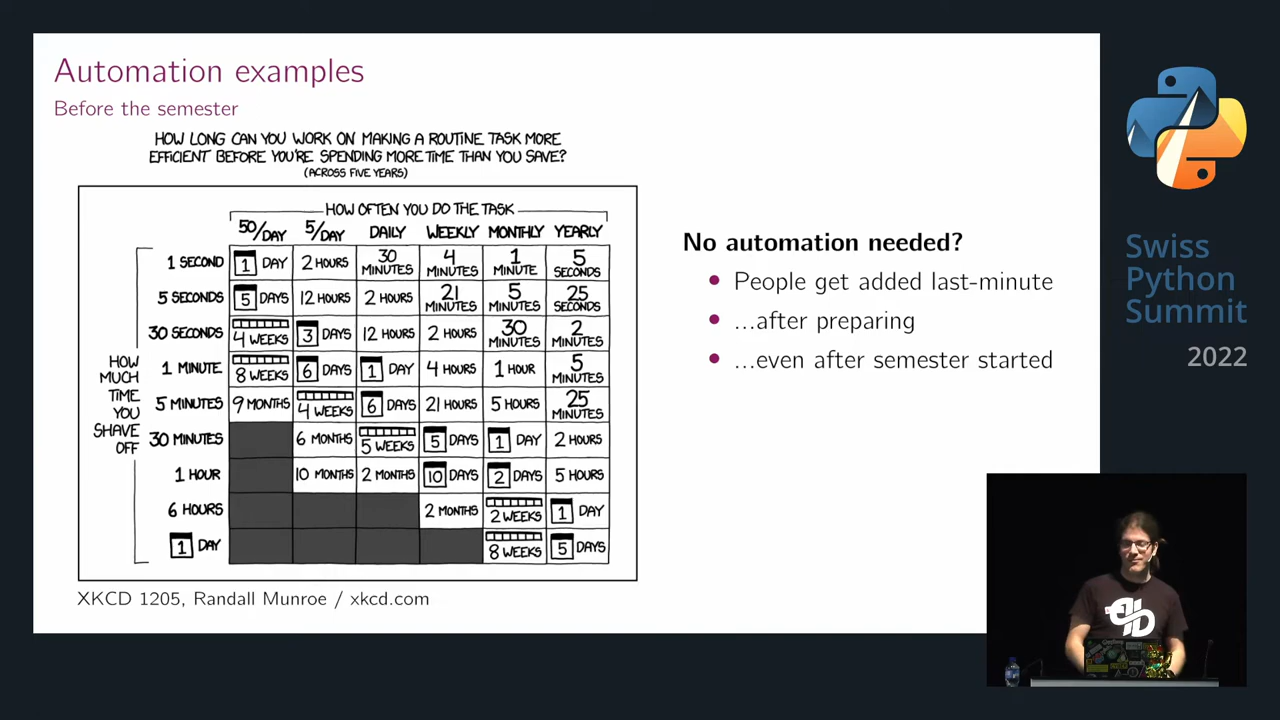 Automation examples
Before the semester
HOW LONG CAN YOU WORK ON MAKING A ROUTINE TASK MORE
EFFICIENT BEFORE YOU'RE SPENDING MORE TIME THAN YOU SAVE?
(ACROSS FIVE YEARS)
HOW OFTEN YOU DO THE TASK
50/DAY 5/DAY DAILY WEEKLY MONTHLY YEARLY
HOW MUCH TIME YOU SHAVE OFF
1 SECOND 1 DAY 2 HOURS 30 MINUTES 4 MINUTES 1 MINUTE 5 SECONDS
5 SECONDS 5 DAYS 12 HOURS 2 HOURS 21 MINUTES 5 MINUTES 25 SECONDS
30 SECONDS 4 WEEKS 3 DAYS 12 HOURS 2 HOURS 30 MINUTES 2 MINUTES
1 MINUTE 8 WEEKS 6 DAYS 1 DAY 4 HOURS 1 HOUR 5 MINUTES
5 MINUTES 9 MONTHS 4 WEEKS 6 DAYS 21 HOURS 5 HOURS 25 MINUTES
30 MINUTES 6 MONTHS 5 WEEKS 5 DAYS 1 DAY 2 HOURS
1 HOUR 10 MONTHS 2 MONTHS 10 DAYS 2 DAYS 5 HOURS
6 HOURS 2 MONTHS 2 WEEKS 1 DAY
1 DAY 8 WEEKS 5 DAYS
XKCD 1205, Randall Munroe / xkcd.com
No automation needed?
People get added last-minute
...after preparing
...even after semester started
Swiss
Python
Summit
2022